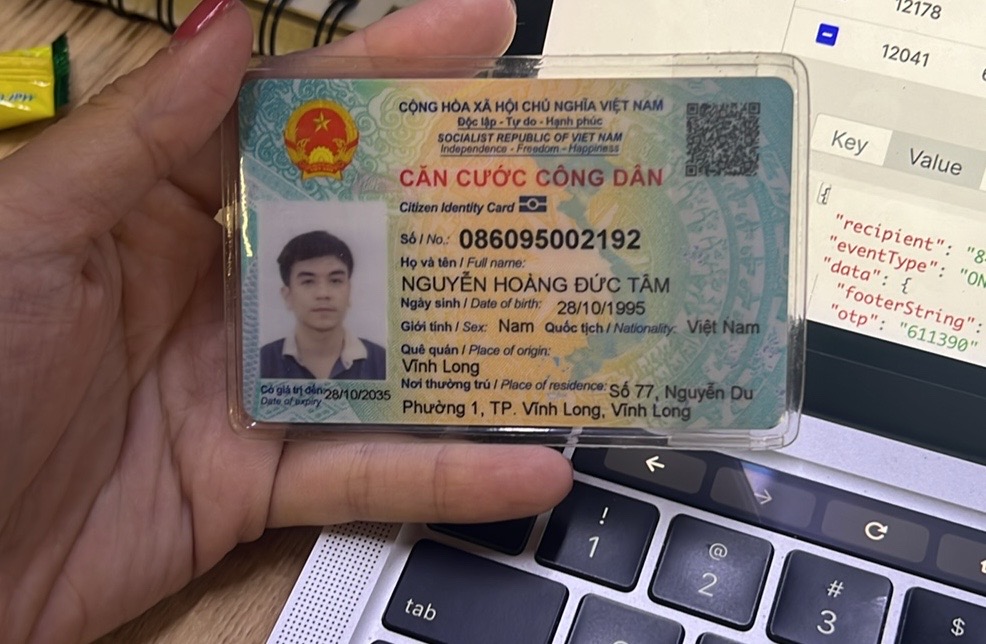 CỘNG HÒA XÃ HỘI CHỦ NGHĨA VIỆT NAM
Độc lập - Tự do - Hạnh phúc
SOCIALIST REPUBLIC OF VIET NAM
Independence - Freedom - Happiness
CĂN CƯỚC CÔNG DÂN
Citizen Identity Card
Số / No.: 086095002192
Họ và tên / Full name:
NGUYỄN HOÀNG ĐỨC TÂM
Ngày sinh / Date of birth: 28/10/1995
Giới tính / Sex: Nam Quốc tịch / Nationality: Việt Nam
Quê quán / Place of origin:
Vĩnh Long
Nơi thường trú / Place of residence: Số 77, Nguyễn Du
Phường 1, TP. Vĩnh Long, Vĩnh Long
Có giá trị đến: 28/10/2035
Date of expiry
12178
12041
Key Value
{
"recipient": "8
"eventType": "ON
"data": {
"footerString":
"otp": "611390"
! 1
@ 2
# 3
$
tab